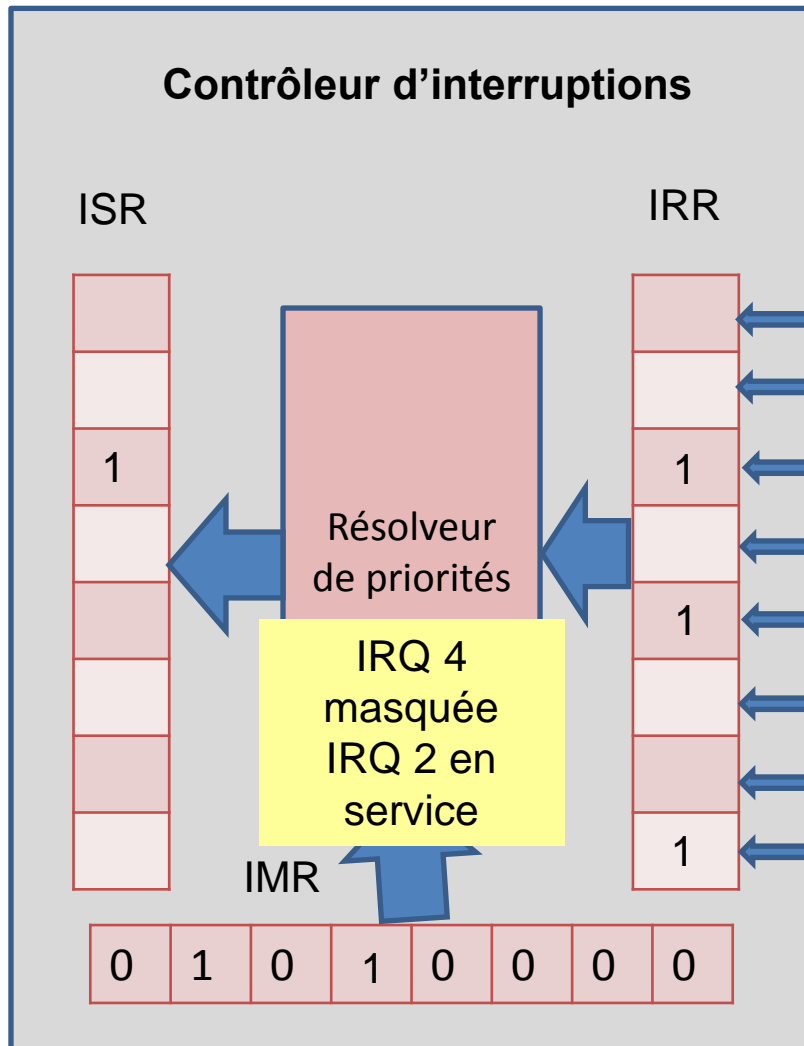 Contrôleur d’interruptions
ISR
IRR
1
1
Résolveur
de priorités
1
IRQ 4
masquée
IRQ 2 en
service
1
IMR
0 1 0 1 0 0 0 0